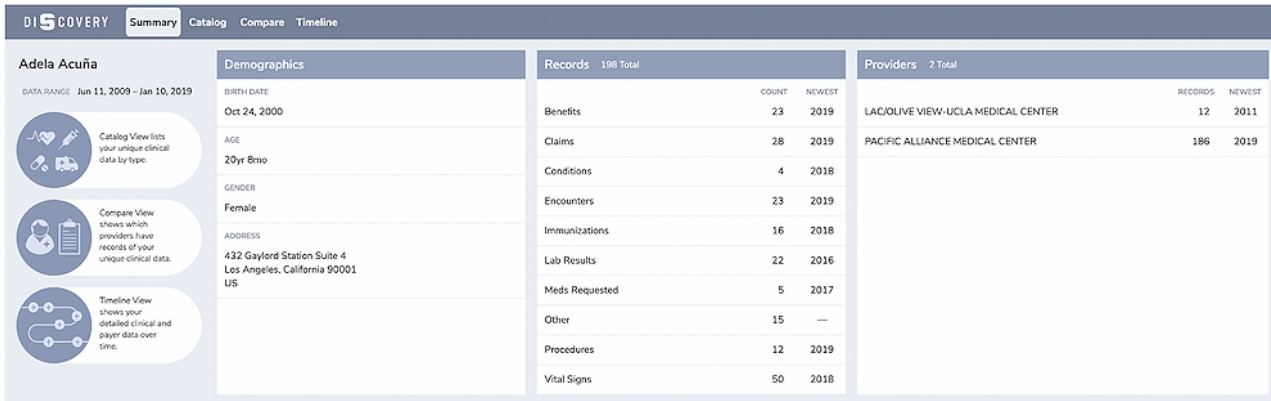 DISCOVERY Summary Catalog Compare Timeline
Adela Acuña
DATA RANGE Jun 11, 2009 – Jan 10, 2019
Catalog View lists
your unique clinical
data by type.
Compare View
shows which
providers have
records of your
unique clinical data.
Timeline View
shows your
detailed clinical and
payer data over
time.
Demographics
BIRTH DATE
Oct 24, 2000
AGE
20yr 8mo
GENDER
Female
ADDRESS
432 Gaylord Station Suite 4
Los Angeles, California 90001
US
Records 198 Total
COUNT NEWEST
Benefits 23 2019
Claims 28 2019
Conditions 4 2018
Encounters 23 2019
Immunizations 16 2018
Lab Results 22 2016
Meds Requested 5 2017
Other 15 —
Procedures 12 2019
Vital Signs 50 2018
Providers 2 Total
RECORDS NEWEST
LAC/OLIVE VIEW-UCLA MEDICAL CENTER 12 2011
PACIFIC ALLIANCE MEDICAL CENTER 186 2019